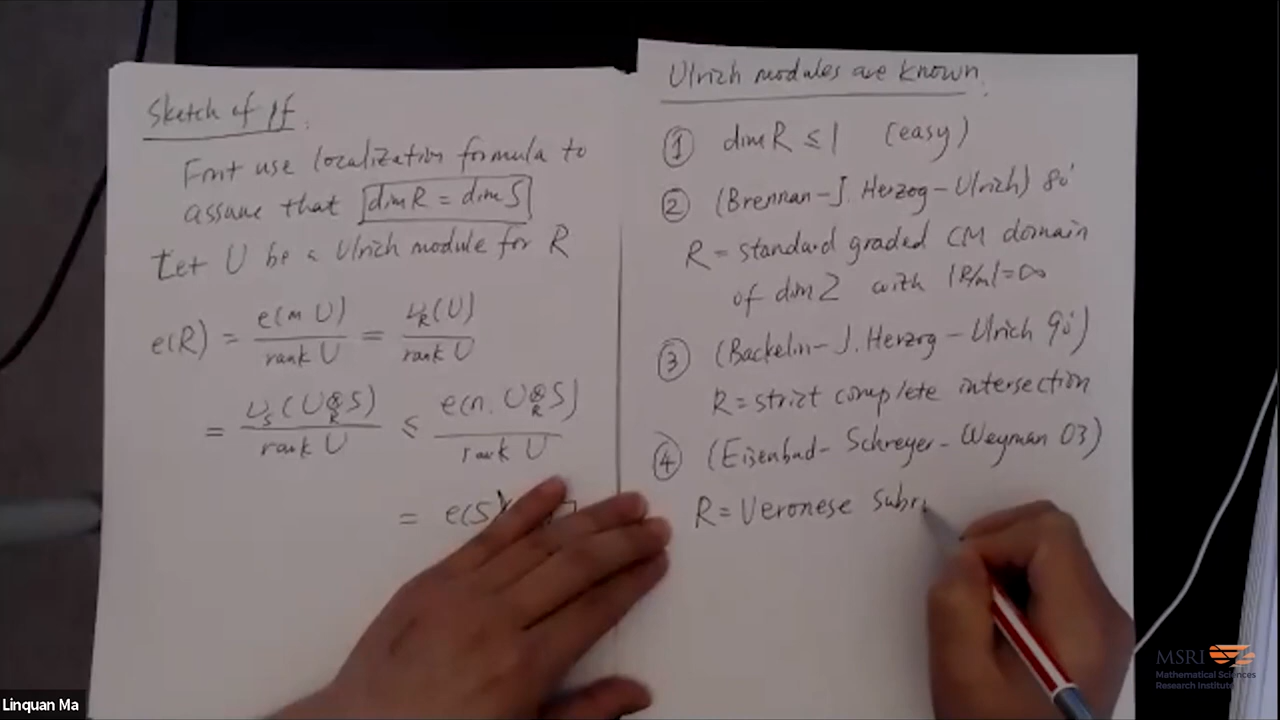 Sketch of pf.
First use localization formula to
assume that dim R = dim S
Let U be a Ulrich module for R
e(R) = e(m, U) / rank U = ν_R(U) / rank U
= ν_S(U ⊗_R S) / rank U ≤ e(n, U ⊗_R S) / rank U
= e(S)
Ulrich modules are known.
① dim R ≤ 1 (easy)
② (Brennan-J. Herzog-Ulrich) 80'
R = standard graded CM domain
of dim 2 with |R/m| = ∞
③ (Backelin-J. Herzog-Ulrich 90')
R = strict complete intersection
④ (Eisenbud-Schreyer-Weyman 03)
R = Veronese subr
Linquan Ma
MSRI
Mathematical Sciences
Research Institute